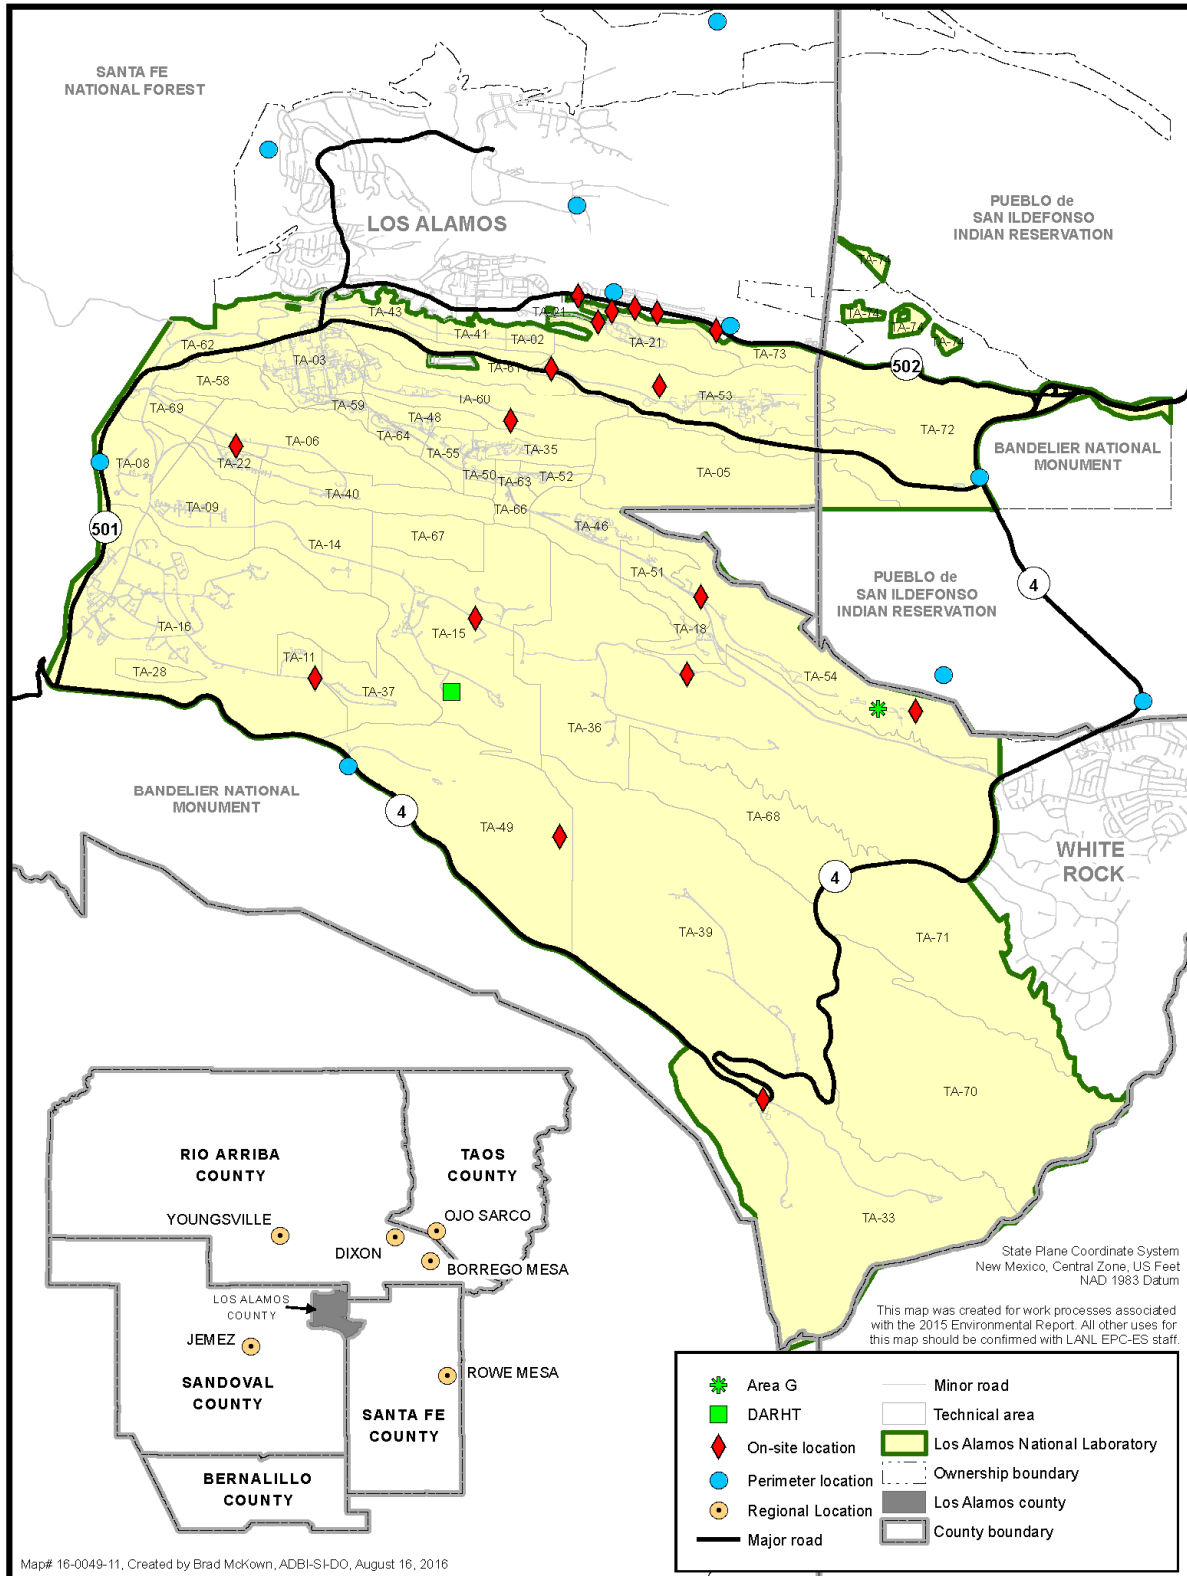 SANTA FE
NATIONAL FOREST
LOS ALAMOS
PUEBLO de
SAN ILDEFONSO
INDIAN RESERVATION
TA-74
TA-74
TA-74
TA-74
TA-43
TA-21
TA-41
TA-02
TA-21
TA-73
502
TA-62
TA-03
TA-61
TA-58
TA-53
TA-59
TA-60
TA-69
TA-48
TA-72
TA-64
TA-06
TA-35
TA-55
BANDELIER NATIONAL
MONUMENT
TA-08
TA-22
TA-50
TA-63
TA-52
TA-05
TA-40
TA-09
TA-66
501
TA-46
TA-67
TA-14
TA-51
PUEBLO de
SAN ILDEFONSO
INDIAN RESERVATION
4
TA-16
TA-15
TA-18
TA-11
TA-28
TA-37
TA-54
TA-36
BANDELIER NATIONAL
MONUMENT
4
TA-49
TA-68
WHITE
ROCK
4
TA-39
TA-71
TA-70
TA-33
RIO ARRIBA
COUNTY
TAOS
COUNTY
YOUNGSVILLE
OJO SARCO
DIXON
BORREGO MESA
LOS ALAMOS
COUNTY
JEMEZ
ROWE MESA
SANDOVAL
COUNTY
SANTA FE
COUNTY
BERNALILLO
COUNTY
State Plane Coordinate System
New Mexico, Central Zone, US Feet
NAD 1983 Datum
This map was created for work processes associated
with the 2015 Environmental Report. All other uses for
this map should be confirmed with LANL EPC-ES staff.
Area G
DARHT
On-site location
Perimeter location
Regional Location
Major road
Minor road
Technical area
Los Alamos National Laboratory
Ownership boundary
Los Alamos county
County boundary
Map# 16-0049-11, Created by Brad McKown, ADBI-SI-DO, August 16, 2016